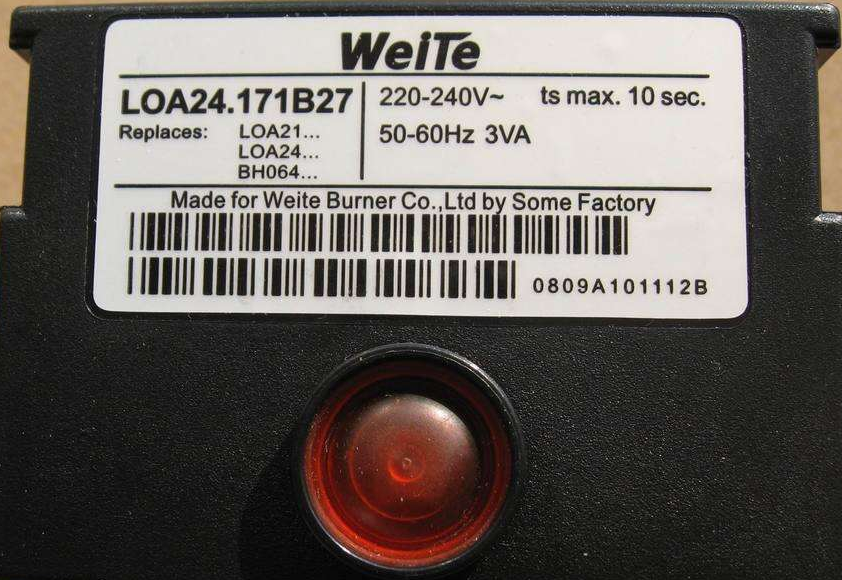 WeiTe
LOA24.171B27
Replaces: LOA21...
LOA24...
BH064...
220-240V~ ts max. 10 sec.
50-60Hz 3VA
Made for Weite Burner Co.,Ltd by Some Factory
0809A101112B